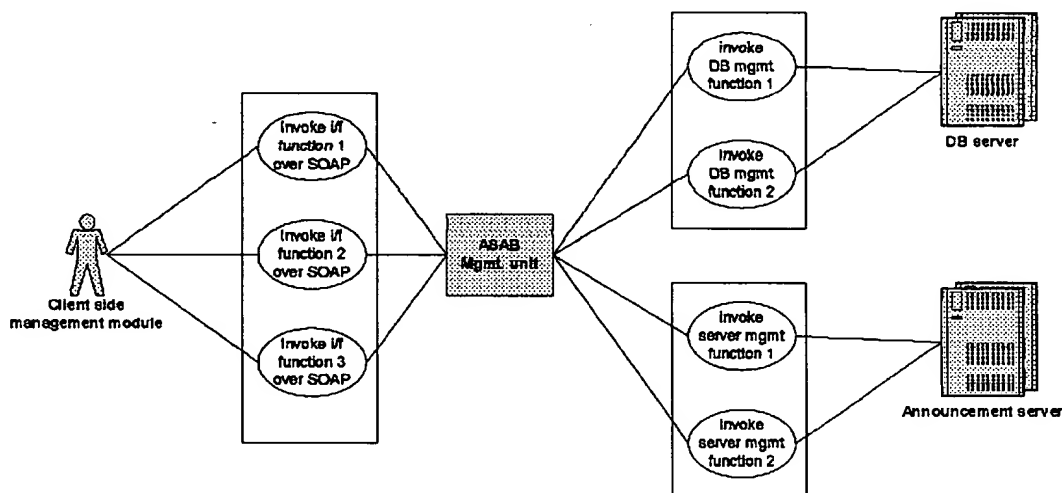 Invoke i/f
function 1
over SOAP
Invoke i/f
function 2
over SOAP
Invoke i/f
function 3
over SOAP
Client side
management module
ASAB
Mgmt. unit
invoke
DB mgmt
function 1
Invoke
DB mgmt
function 2
DB server
Invoke
server mgmt
function 1
Invoke
server mgmt
function 2
Announcement server